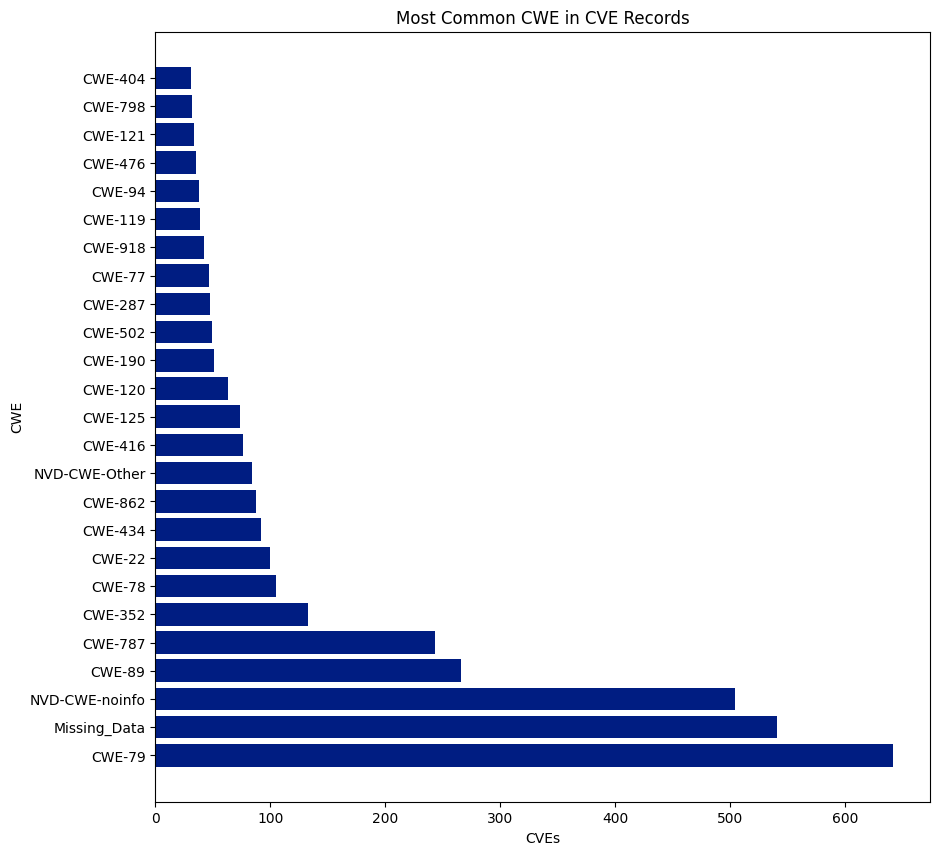 Most Common CWE in CVE Records
CWE-404
CWE-798
CWE-121
CWE-476
CWE-94
CWE-119
CWE-918
CWE-77
CWE-287
CWE-502
CWE-190
CWE-120
CWE-125
CWE-416
NVD-CWE-Other
CWE-862
CWE-434
CWE-22
CWE-78
CWE-352
CWE-787
CWE-89
NVD-CWE-noinfo
Missing_Data
CWE-79
CWE
0 100 200 300 400 500 600
CVEs